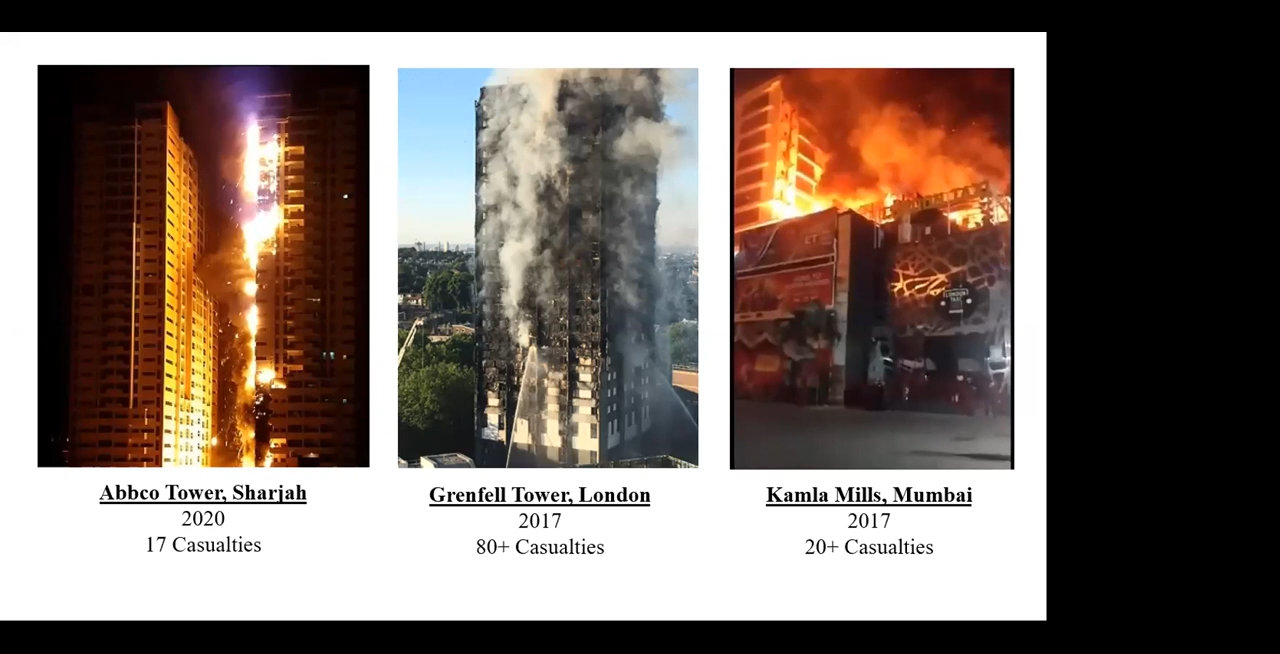 Abbco Tower, Sharjah
2020
17 Casualties
Grenfell Tower, London
2017
80+ Casualties
Kamla Mills, Mumbai
2017
20+ Casualties